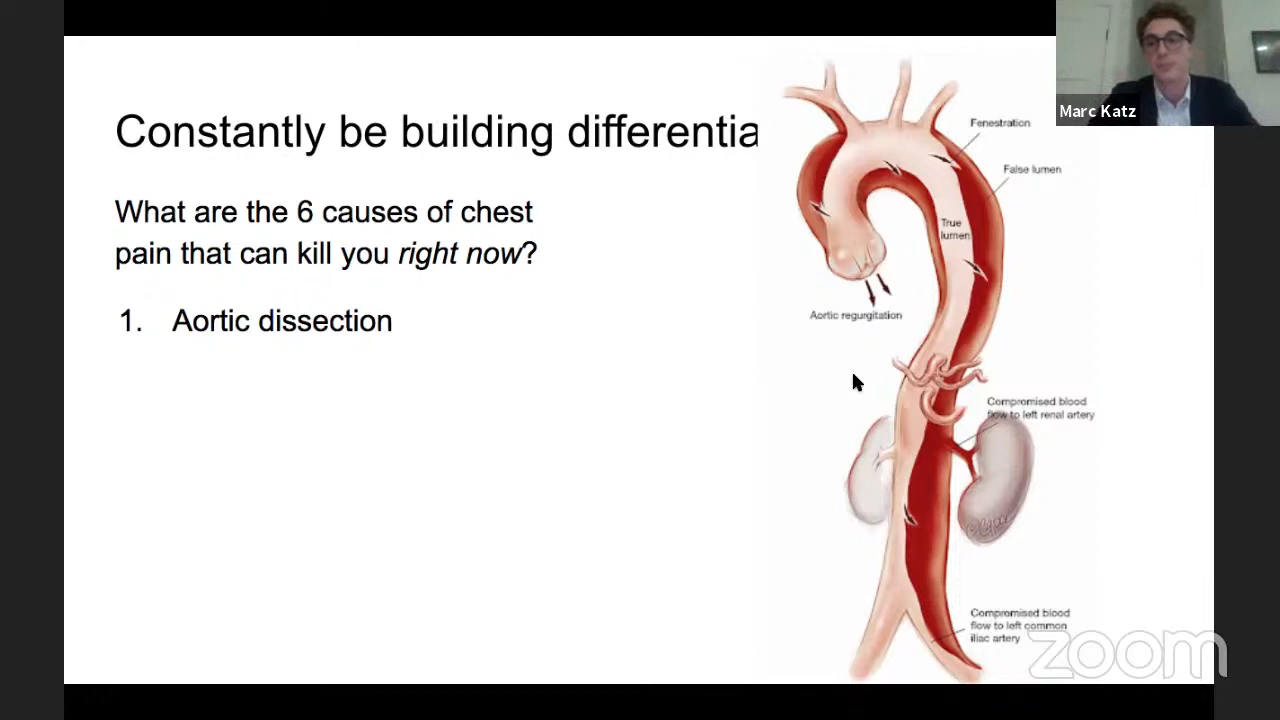 Constantly be building differentia
What are the 6 causes of chest
pain that can kill you right now?
1. Aortic dissection
Fenestration
False lumen
True
lumen
Aortic regurgitation
Compromised blood
flow to left renal artery
Compromised blood
flow to left common
iliac artery
Marc Katz
zoom